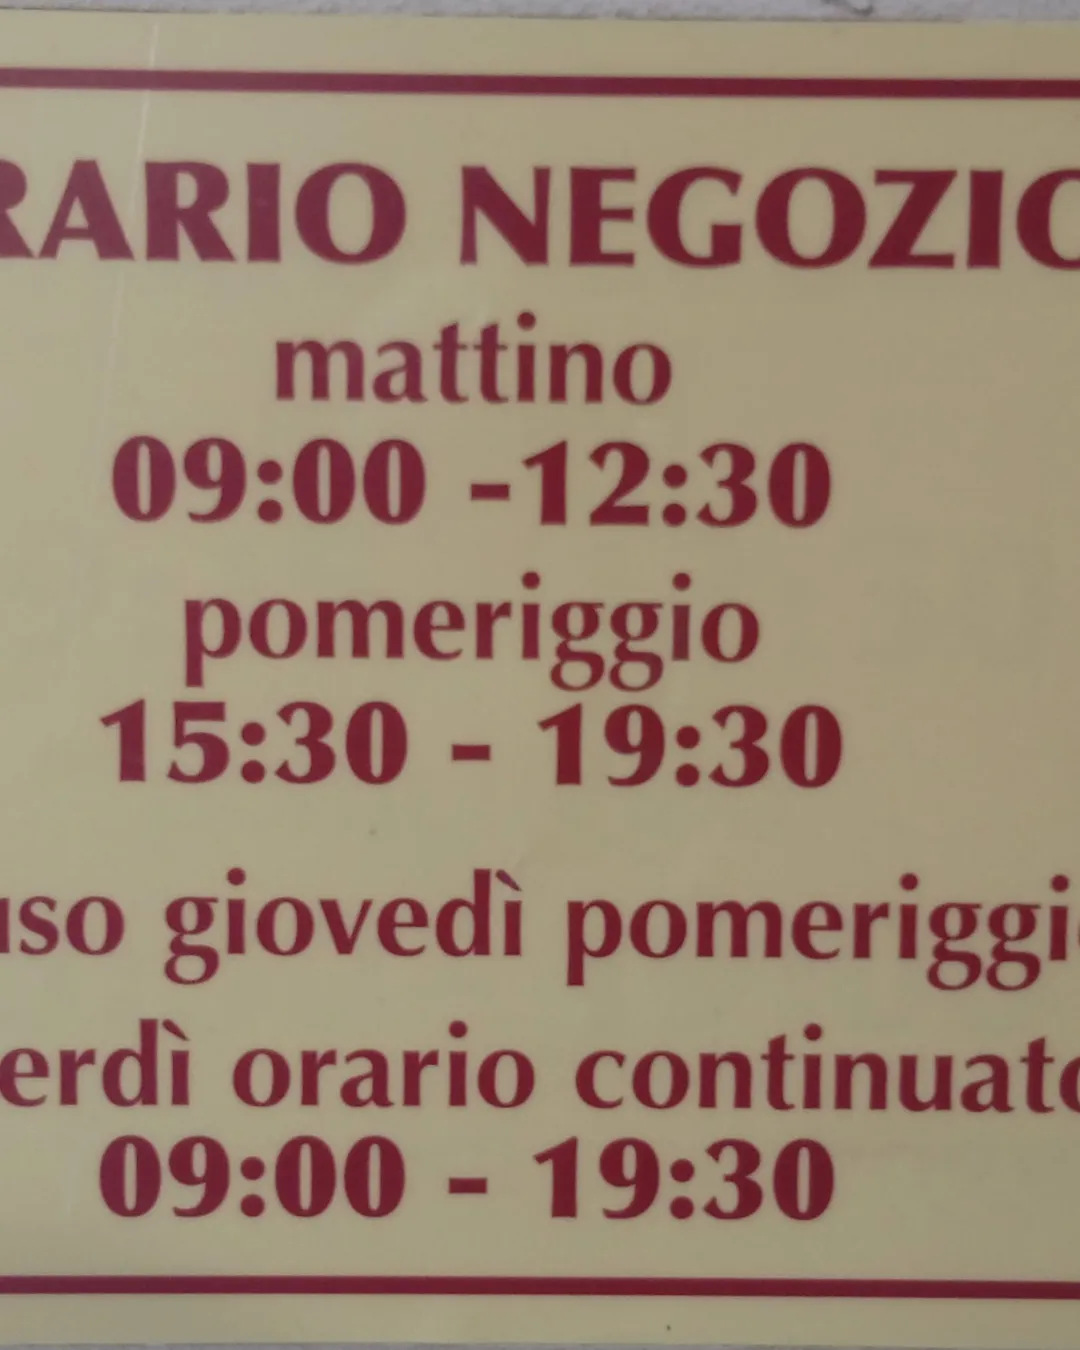 RARIO NEGOZIO
mattino
09:00 -12:30
pomeriggio
15:30 - 19:30
uso giovedì pomeriggio
erdì orario continuato
09:00 - 19:30